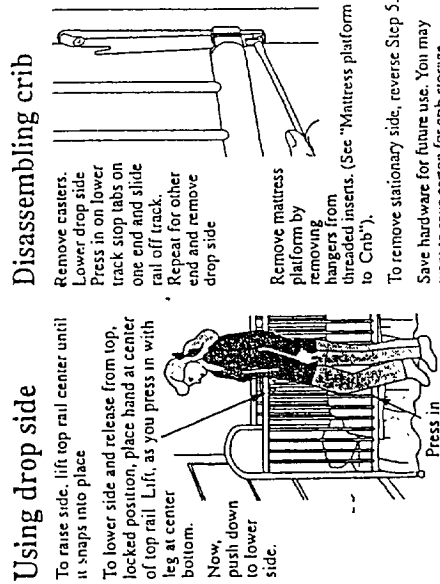 Using drop side
To raise side, lift top rail center until
it snaps into place
To lower side and release from top,
locked position, place hand at center
of top rail Lift, as you press in with
leg at center
bottom.
Now,
push down
to lower
side.
Press in
Disassembling crib
Remove casters.
Lower drop side
Press in on lower
track stop tabs on
one end and slide
rail off track.
Repeat for other
end and remove
drop side
Remove mattress
platform by
removing
hangers from
threaded inserts. (See "Mattress platform
to Crib").
To remove stationary side, reverse Step 5.
Save hardware for future use. You may